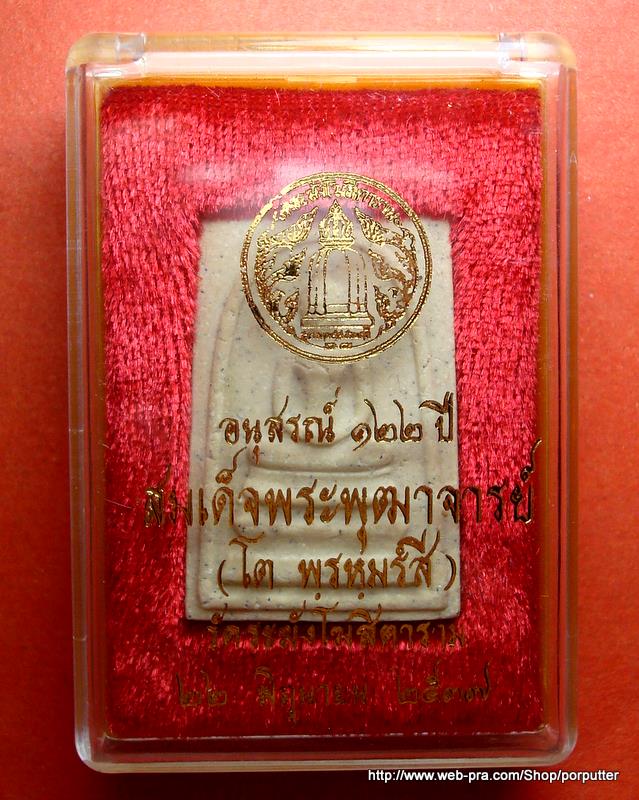 อนุสรณ์ ๑๒๒ ปี
สมเด็จพระพุฒาจารย์
(โต พฺรหฺมรํสี)
วัดระฆังโฆสิตาราม
๒๒ มิถุนายน ๒๕๓๗
http://www.web-pra.com/Shop/porputter